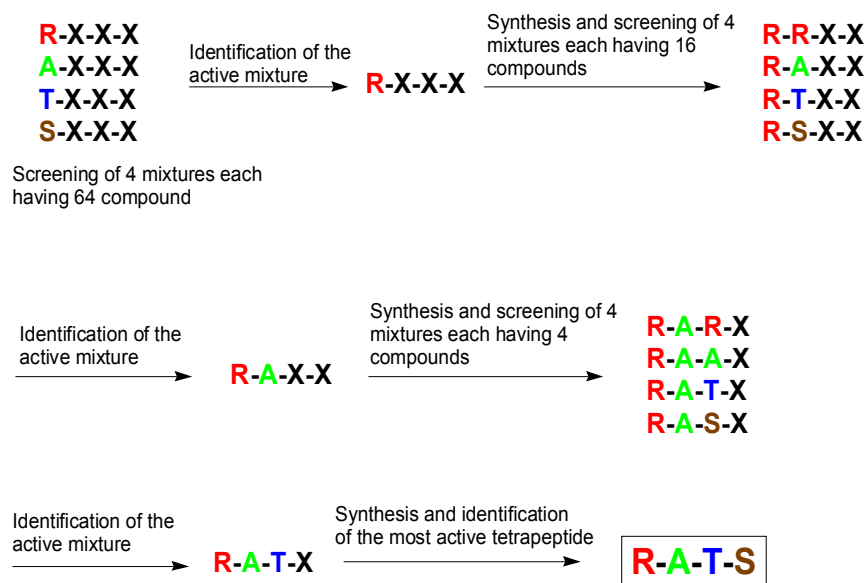 R-X-X-X
A-X-X-X
T-X-X-X
S-X-X-X
Screening of 4 mixtures each
having 64 compound
Identification of the
active mixture
R-X-X-X
Synthesis and screening of 4
mixtures each having 16
compounds
R-R-X-X
R-A-X-X
R-T-X-X
R-S-X-X
Identification of the
active mixture
R-A-X-X
Synthesis and screening of 4
mixtures each having 4
compounds
R-A-R-X
R-A-A-X
R-A-T-X
R-A-S-X
Identification of the
active mixture
R-A-T-X
Synthesis and identification
of the most active tetrapeptide
R-A-T-S